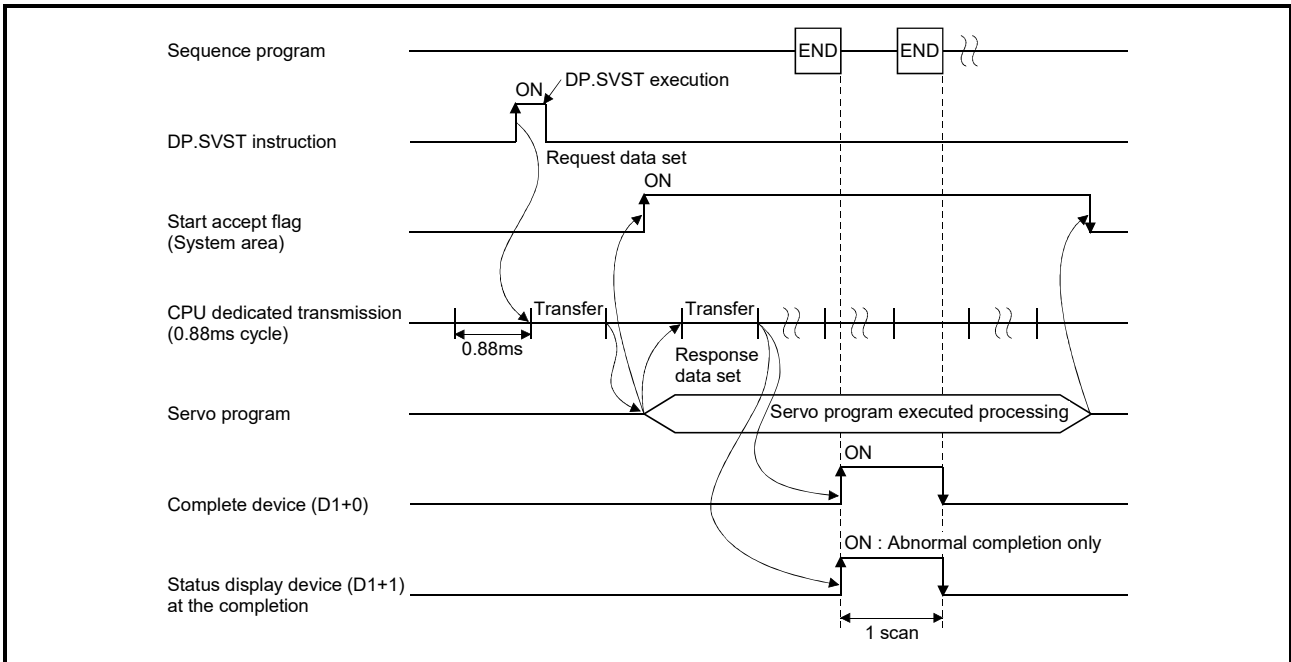 Sequence program
END
END
ON
DP.SVST execution
DP.SVST instruction
Request data set
ON
Start accept flag
(System area)
CPU dedicated transmission
(0.88ms cycle)
Transfer
Transfer
0.88ms
Response
data set
Servo program
Servo program executed processing
ON
Complete device (D1+0)
ON : Abnormal completion only
Status display device (D1+1)
at the completion
1 scan